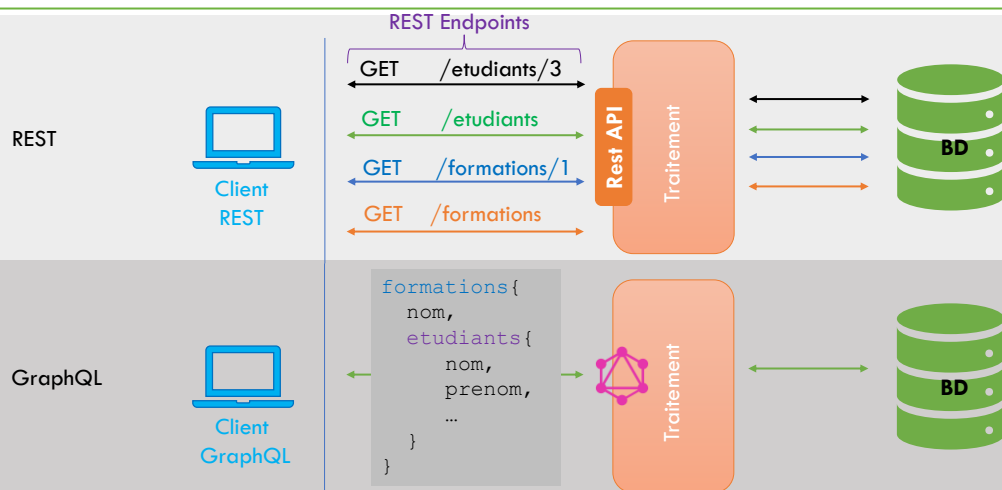 REST Endpoints
REST
Client
REST
GET /etudiants/3
GET /etudiants
GET /formations/1
GET /formations
Rest API
Traitement
BD
GraphQL
Client
GraphQL
formations{
nom,
etudiants{
nom,
prenom,
…
}
}
Traitement
BD